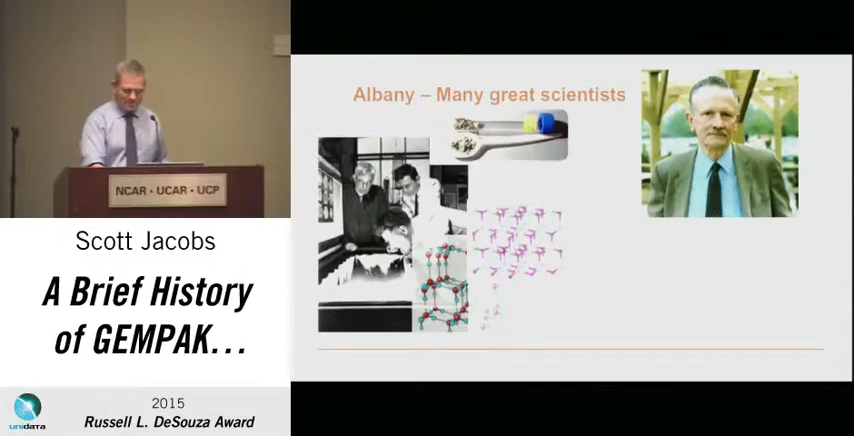 Albany – Many great scientists
NCAR • UCAR • UCP
Scott Jacobs
A Brief History
of GEMPAK...
2015
Russell L. DeSouza Award
unidata